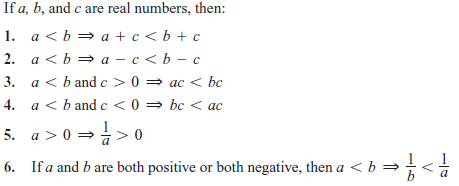 If a, b, and c are real numbers, then:
1. a < b ⇒ a + c < b + c
2. a < b ⇒ a − c < b − c
3. a < b and c > 0 ⇒ ac < bc
4. a < b and c < 0 ⇒ bc < ac
5. a > 0 ⇒ 1/a > 0
6. If a and b are both positive or both negative, then a < b ⇒ 1/b < 1/a